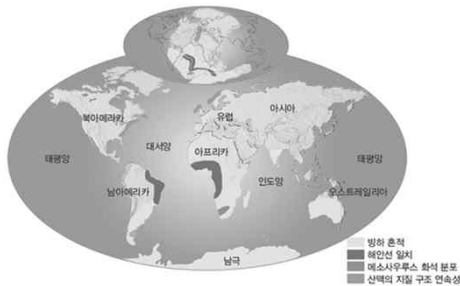 북아메리카
유럽
아시아
태평양
대서양
아프리카
태평양
남아메리카
인도양
오스트레일리아
남극
빙하 흔적
해안선 일치
메소사우루스 화석 분포
산맥의 지질 구조 연속성